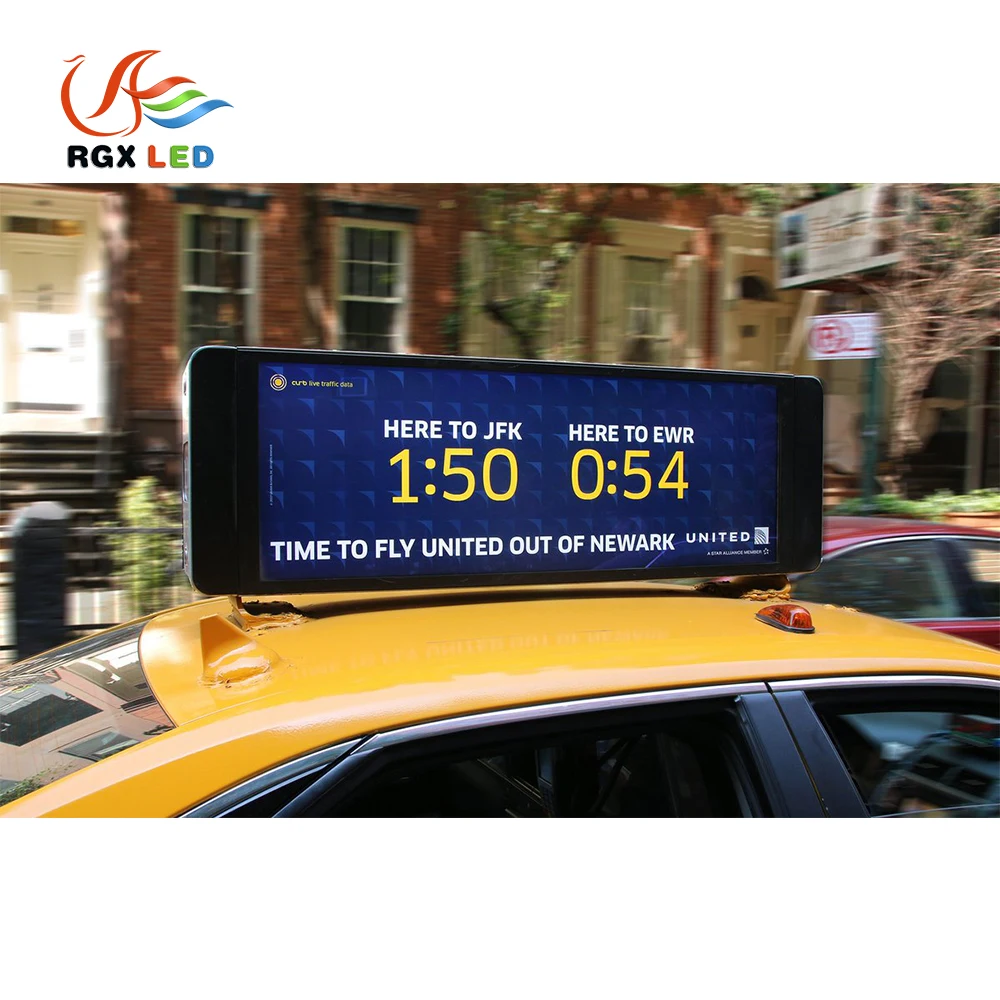 RGX LED
curb live traffic data
HERE TO JFK
1:50
HERE TO EWR
0:54
TIME TO FLY UNITED OUT OF NEWARK
UNITED
A STAR ALLIANCE MEMBER